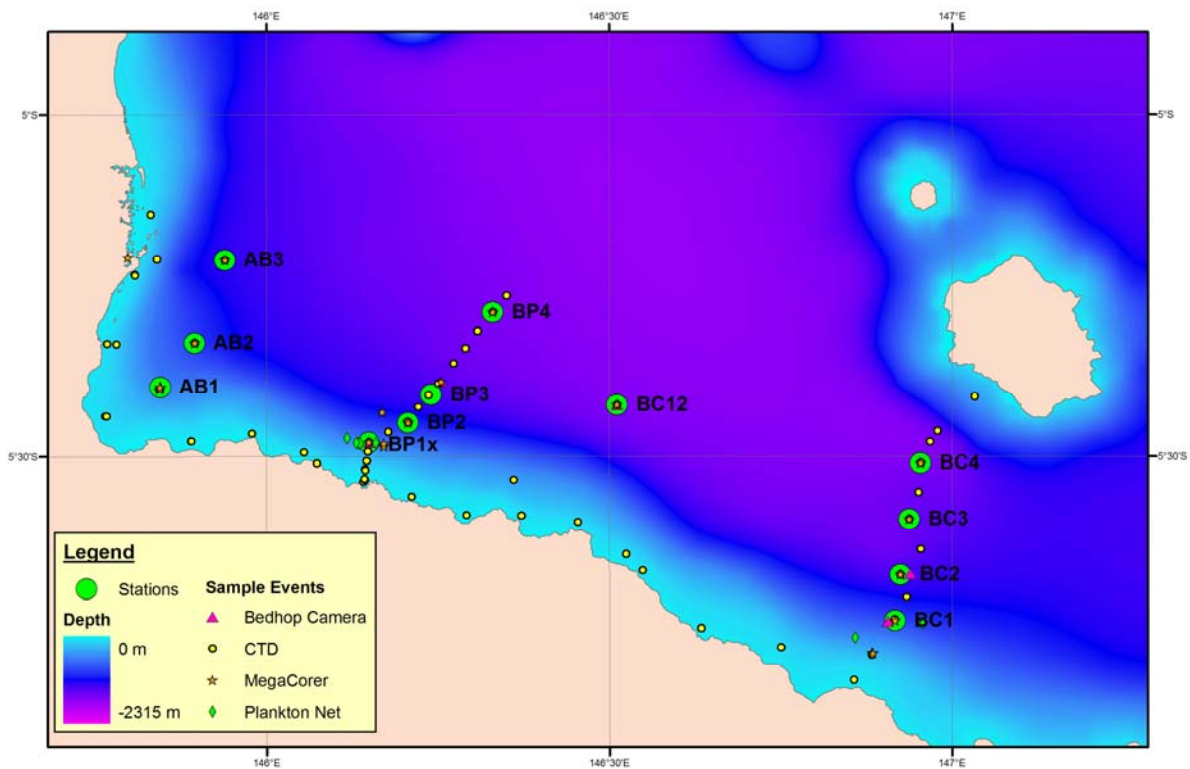 146°E 146°30'E 147°E
5°S 5°S
AB3
BP4
AB2
AB1
BP3
BC12
BP2
BP1x
5°30'S 5°30'S
BC4
BC3
BC2
BC1
Legend
Stations
Sample Events
Depth
0 m
-2315 m
Bedhop Camera
CTD
MegaCorer
Plankton Net
146°E 146°30'E 147°E